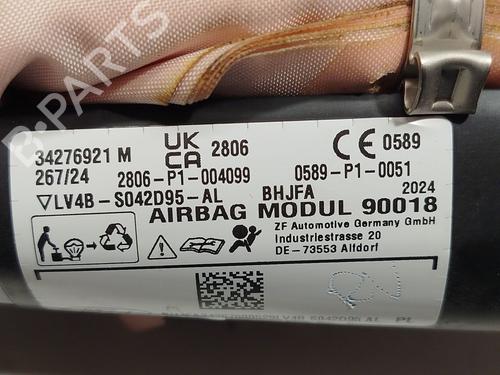 B-PARTS
34276921 M
UK CA 2806
CE 0589
267/24
2806-P1-004099
0589-P1-0051
▽LV4B-S042D95-AL
BHJFA
2024
AIRBAG MODUL 90018
ZF Automotive Germany GmbH
Industriestrasse 20
DE-73553 Alfdorf